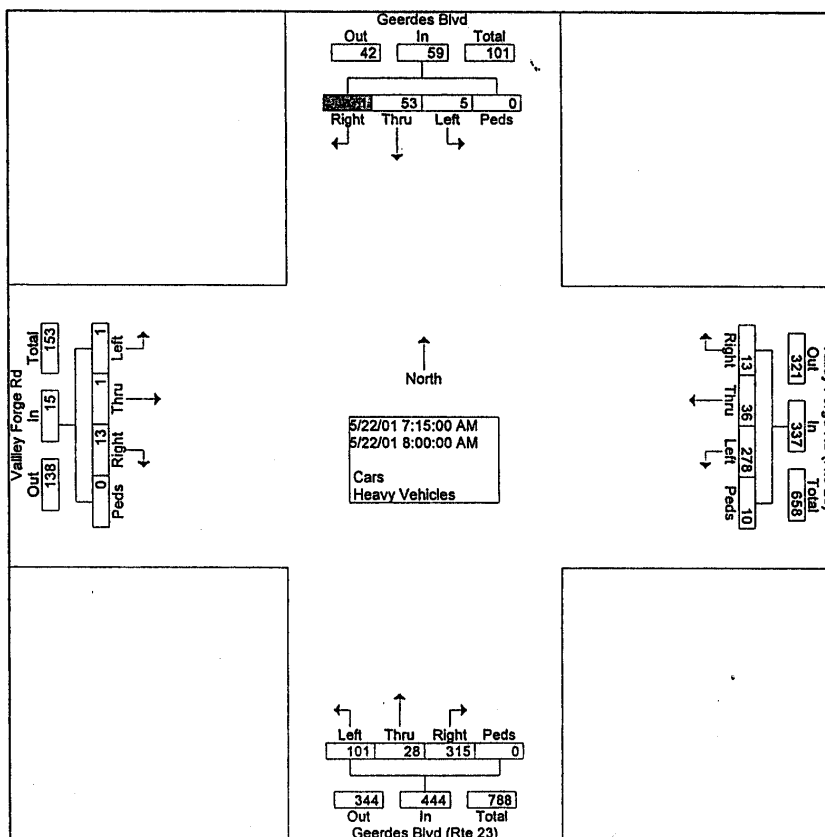 Geerdes Blvd
Out In Total
42 59 101
53 5 0
Right Thru Left Peds
Vallley Forge Rd
Total In Out
153 15 138
1 1 13 0
Left Thru Right Peds
North
5/22/01 7:15:00 AM
5/22/01 8:00:00 AM
Cars
Heavy Vehicles
Right Thru Left Peds
13 36 278 10
Out In Total
321 337 658
Left Thru Right Peds
101 28 315 0
344 444 788
Out In Total
Geerdes Blvd (Rte 23)